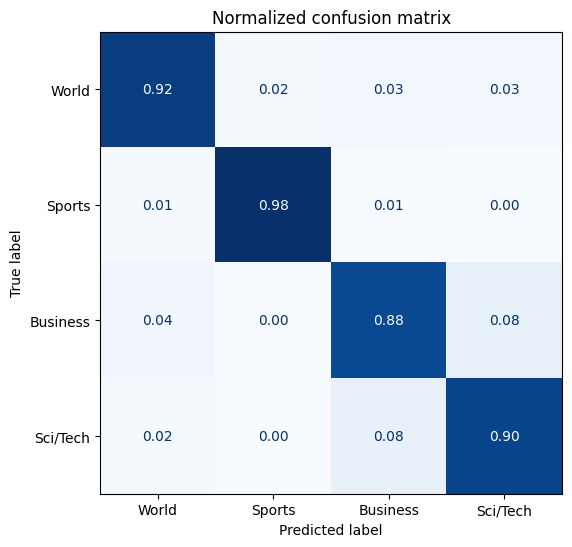 Normalized confusion matrix
True label
World 0.92 0.02 0.03 0.03
Sports 0.01 0.98 0.01 0.00
Business 0.04 0.00 0.88 0.08
Sci/Tech 0.02 0.00 0.08 0.90
World Sports Business Sci/Tech
Predicted label